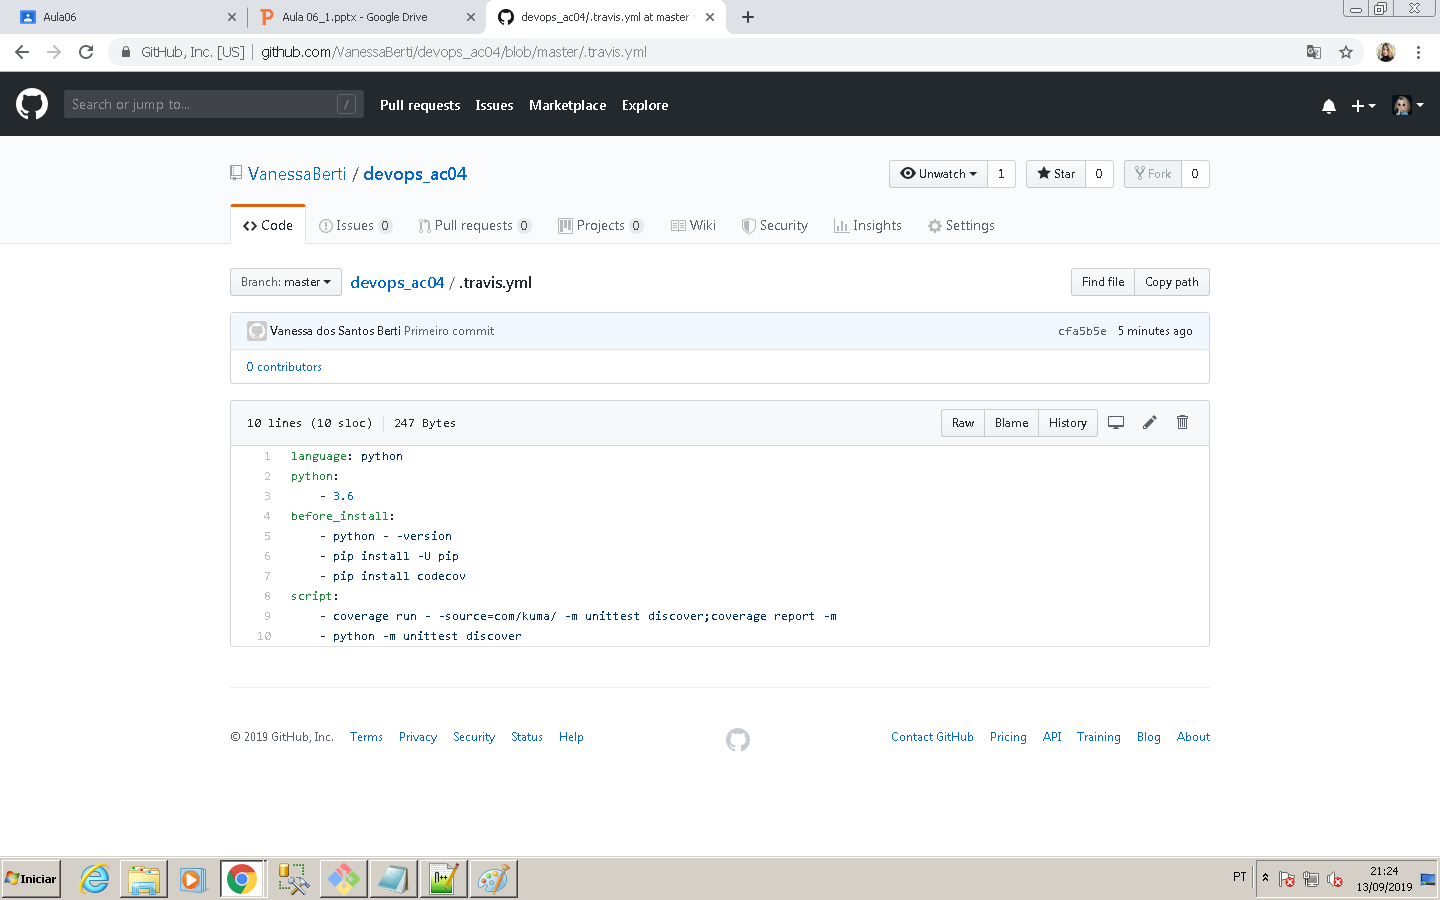 Aula06
Aula 06_1.pptx - Google Drive
devops_ac04/.travis.yml at master
GitHub, Inc. [US] | github.com/VanessaBerti/devops_ac04/blob/master/.travis.yml
Search or jump to... /
Pull requests Issues Marketplace Explore
VanessaBerti / devops_ac04
Unwatch 1 Star 0 Fork 0
Code Issues 0 Pull requests 0 Projects 0 Wiki Security Insights Settings
Branch: master devops_ac04 / .travis.yml Find file Copy path
Vanessa dos Santos Berti Primeiro commit cfa5b5e 5 minutes ago
0 contributors
10 lines (10 sloc) 247 Bytes Raw Blame History
1 language: python
2 python:
3 - 3.6
4 before_install:
5 - python - -version
6 - pip install -U pip
7 - pip install codecov
8 script:
9 - coverage run - -source=com/kuma/ -m unittest discover;coverage report -m
10 - python -m unittest discover
© 2019 GitHub, Inc. Terms Privacy Security Status Help Contact GitHub Pricing API Training Blog About
Iniciar PT 21:24
13/09/2019